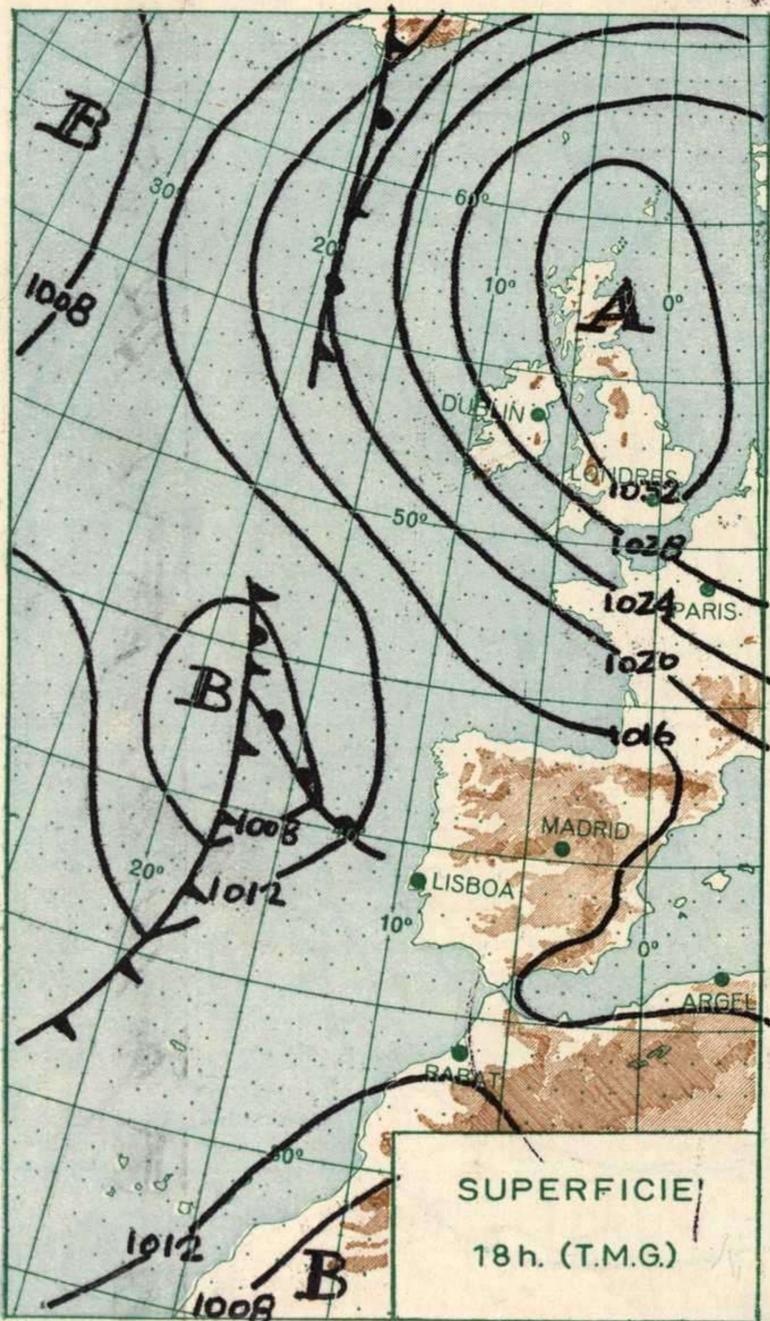 B
30°
60°
20°
1008
10°
A
0°
DUBLIN
LONDRES
1032
50°
1028
1024
PARIS
1020
B
1016
1008
40°
MADRID
20°
1012
LISBOA
10°
0°
ARGEL
RABAT
30°
SUPERFICIE
1012
18h. (T.M.G.)
B
1008